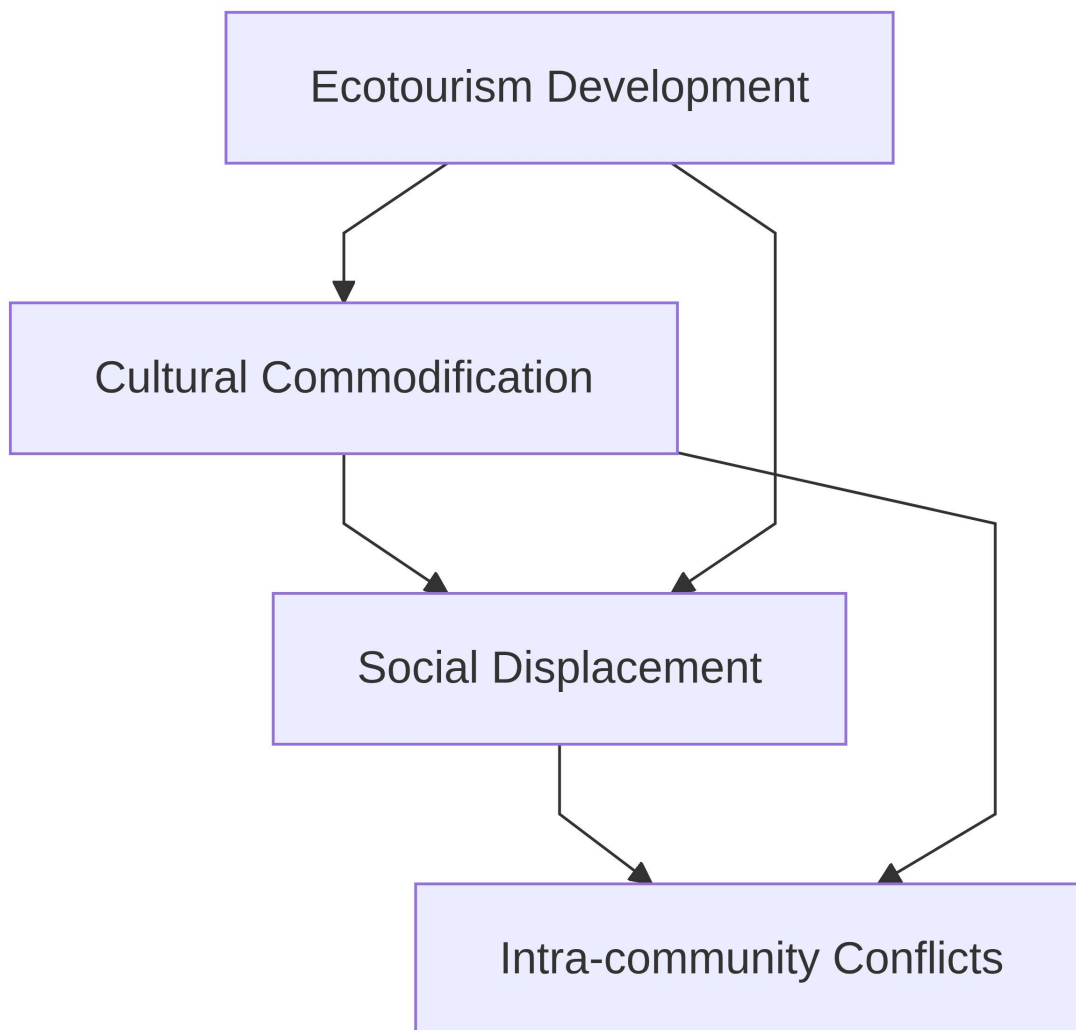 Ecotourism Development
Cultural Commodification
Social Displacement
Intra-community Conflicts